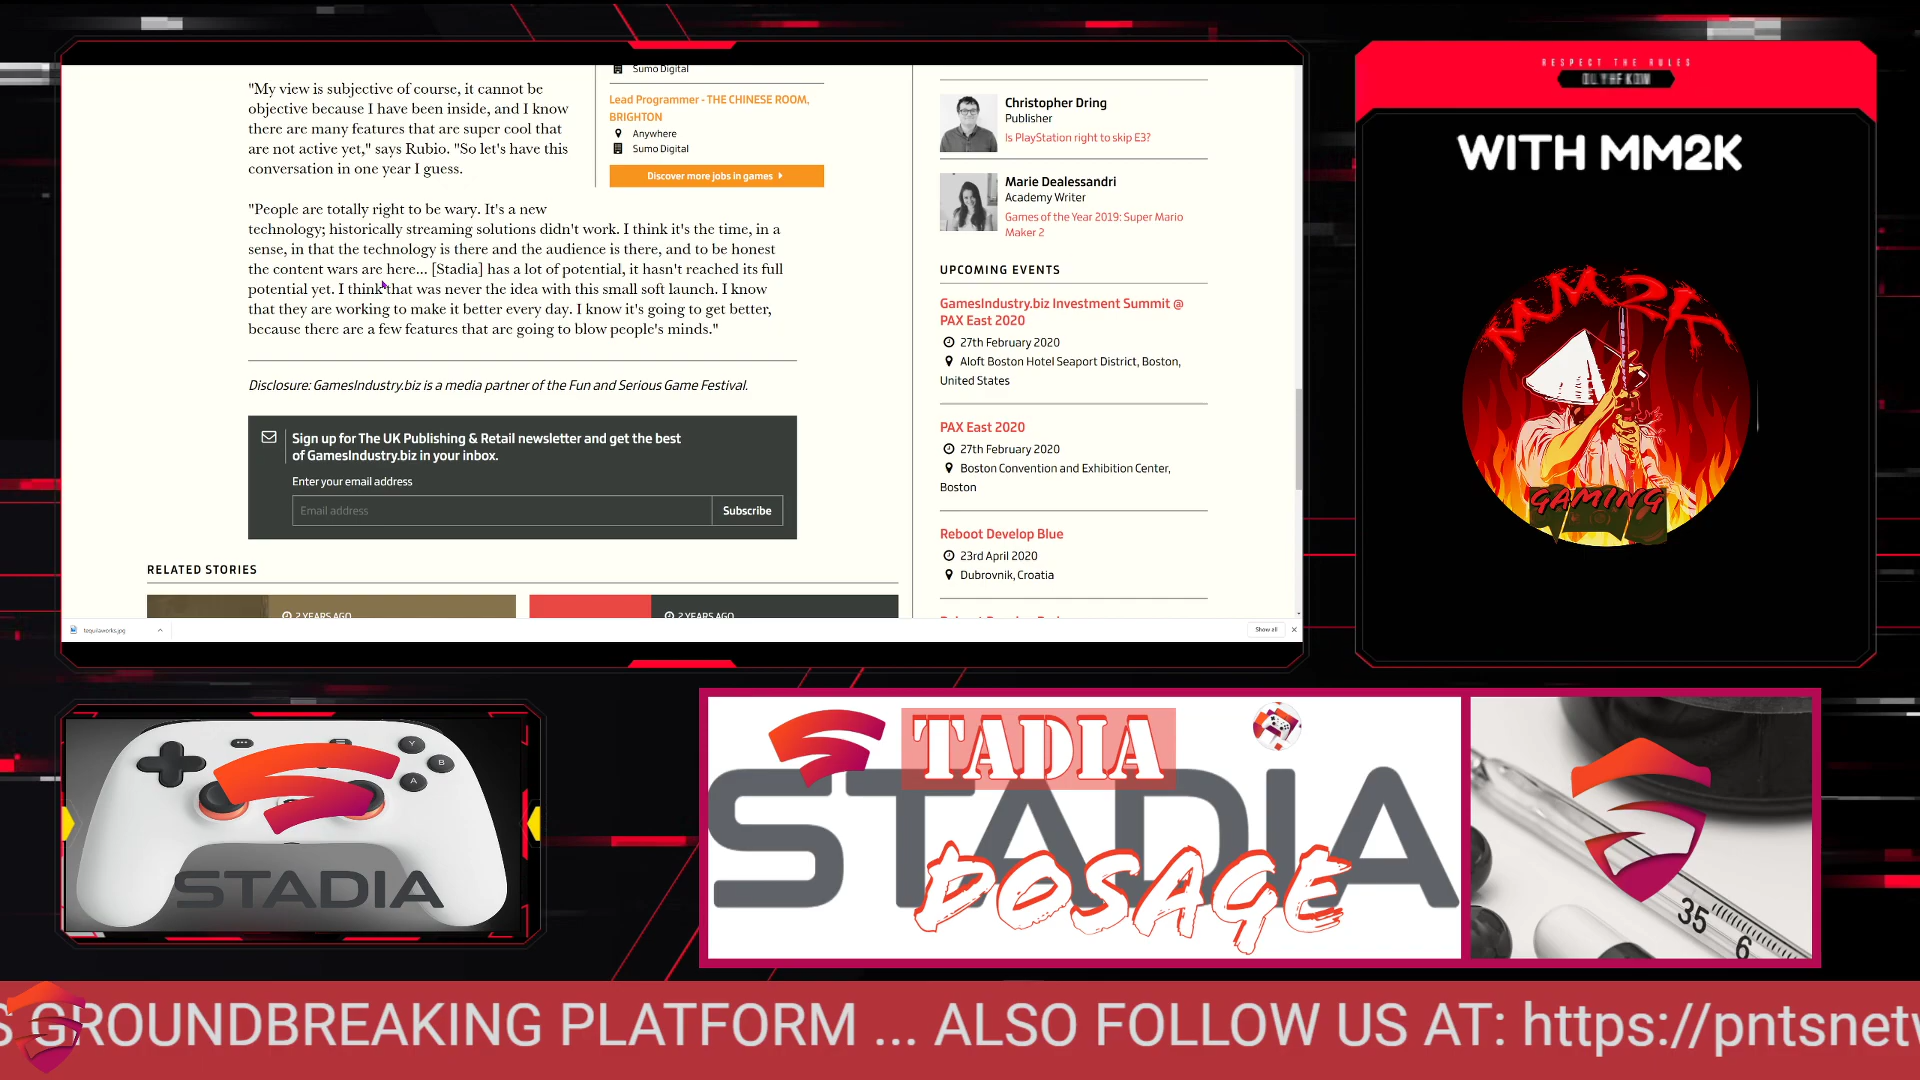 Sumo Digital
"My view is subjective of course, it cannot be
objective because I have been inside, and I know
there are many features that are super cool that
are not active yet," says Rubio. "So let's have this
conversation in one year I guess.
Lead Programmer - THE CHINESE ROOM,
BRIGHTON
Anywhere
Sumo Digital
Discover more jobs in games
"People are totally right to be wary. It's a new
technology; historically streaming solutions didn't work. I think it's the time, in a
sense, in that the technology is there and the audience is there, and to be honest
the content wars are here... [Stadia] has a lot of potential, it hasn't reached its full
potential yet. I think that was never the idea with this small soft launch. I know
that they are working to make it better every day. I know it's going to get better,
because there are a few features that are going to blow people's minds."
Disclosure: GamesIndustry.biz is a media partner of the Fun and Serious Game Festival.
Sign up for The UK Publishing & Retail newsletter and get the best
of GamesIndustry.biz in your inbox.
Enter your email address
Email address
Subscribe
RELATED STORIES
2 YEARS AGO
2 YEARS AGO
Christopher Dring
Publisher
Is PlayStation right to skip E3?
Marie Dealessandri
Academy Writer
Games of the Year 2019: Super Mario
Maker 2
UPCOMING EVENTS
GamesIndustry.biz Investment Summit @
PAX East 2020
27th February 2020
Aloft Boston Hotel Seaport District, Boston,
United States
PAX East 2020
27th February 2020
Boston Convention and Exhibition Center,
Boston
Reboot Develop Blue
23rd April 2020
Dubrovnik, Croatia
tequilaworks.jpg
Show all
RESPECT THE RULES
WITH MM2K
MM2K
GAMING
Y
B
A
STADIA
TADIA
STADIA
DOSAGE
35
6
S GROUNDBREAKING PLATFORM ... ALSO FOLLOW US AT: https://pntsnetw